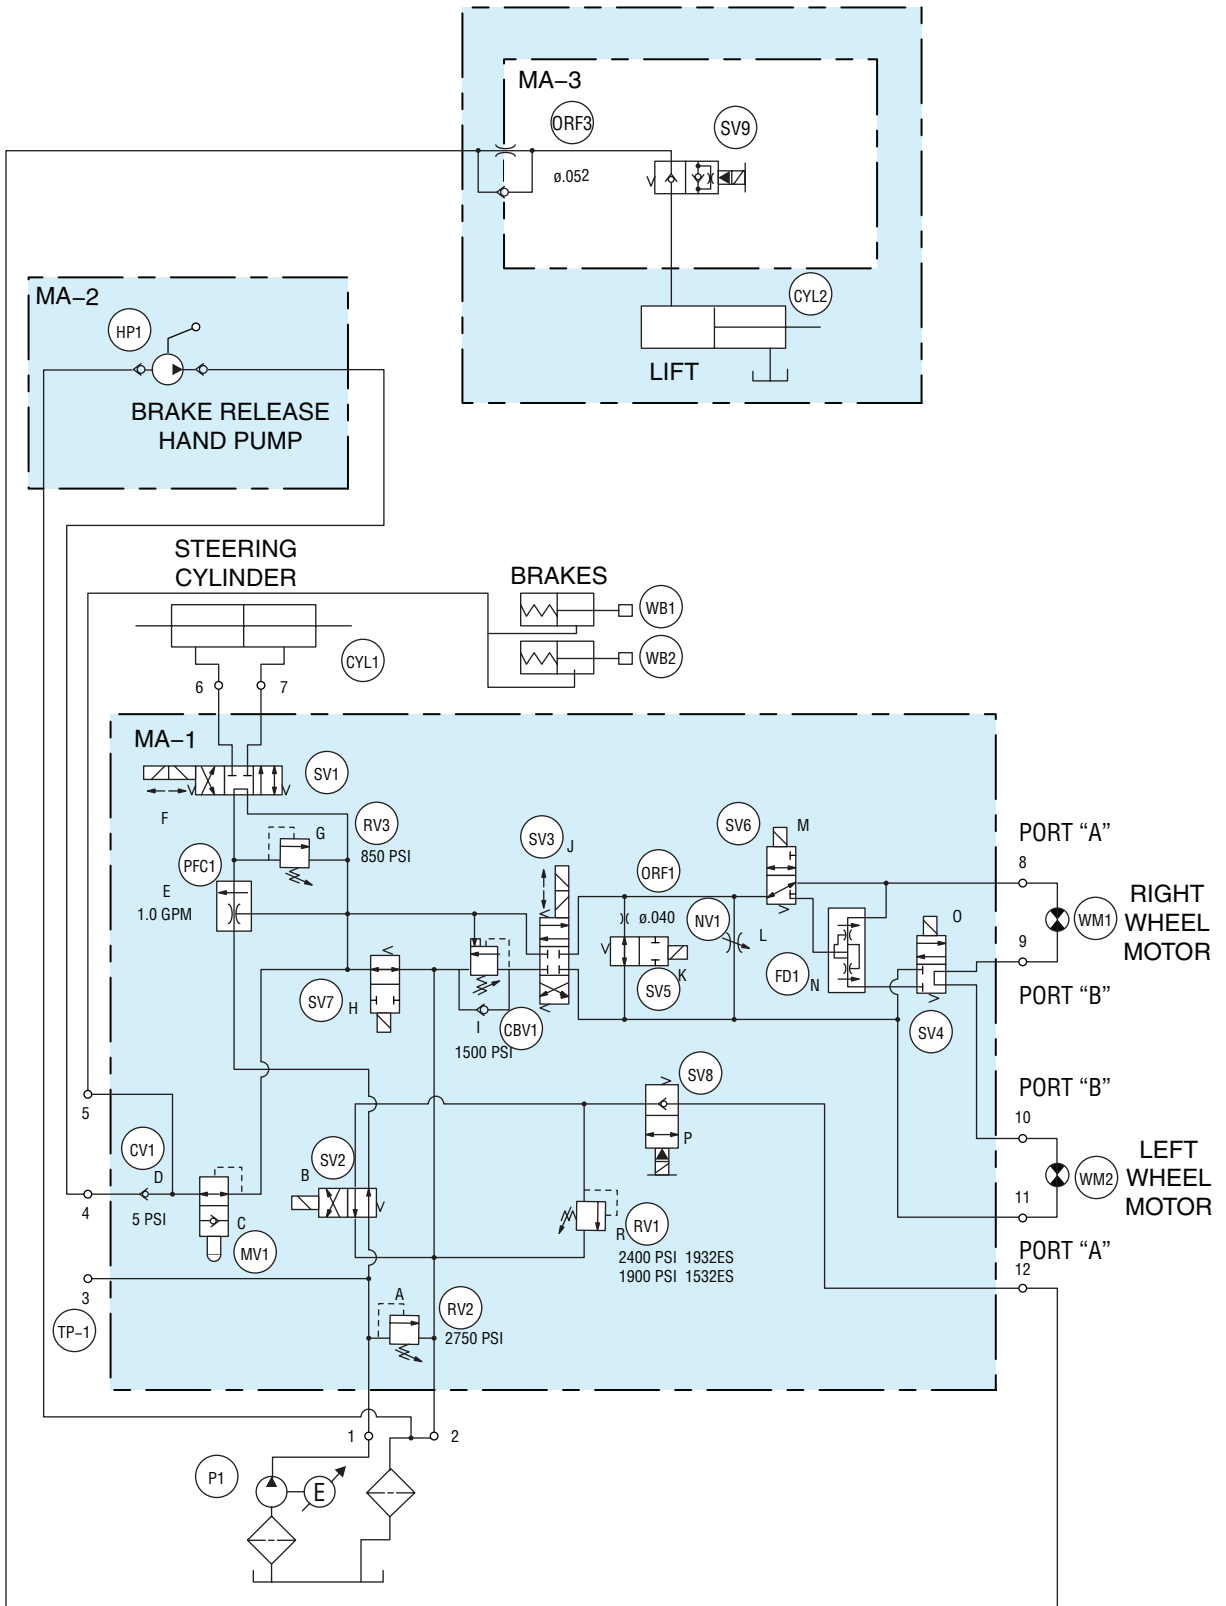 MA–3
ORF3
SV9
ø.052
CYL2
LIFT
MA–2
HP1
BRAKE RELEASE
HAND PUMP
STEERING
CYLINDER
BRAKES
WB1
WB2
CYL1
6
7
MA–1
SV1
F
RV3
G
850 PSI
SV3
J
SV6
M
PORT “A”
8
PFC1
E
1.0 GPM
ORF1
ø.040
NV1
L
O
RIGHT
WHEEL
MOTOR
WM1
9
FD1
N
SV7
H
SV5
K
SV4
PORT “B”
I
CBV1
1500 PSI
SV8
P
PORT “B”
10
5
CV1
D
SV2
B
LEFT
WHEEL
MOTOR
WM2
4
5 PSI
C
MV1
11
R
RV1
2400 PSI 1932ES
1900 PSI 1532ES
PORT “A”
12
3
TP–1
A
RV2
2750 PSI
1
2
P1
E